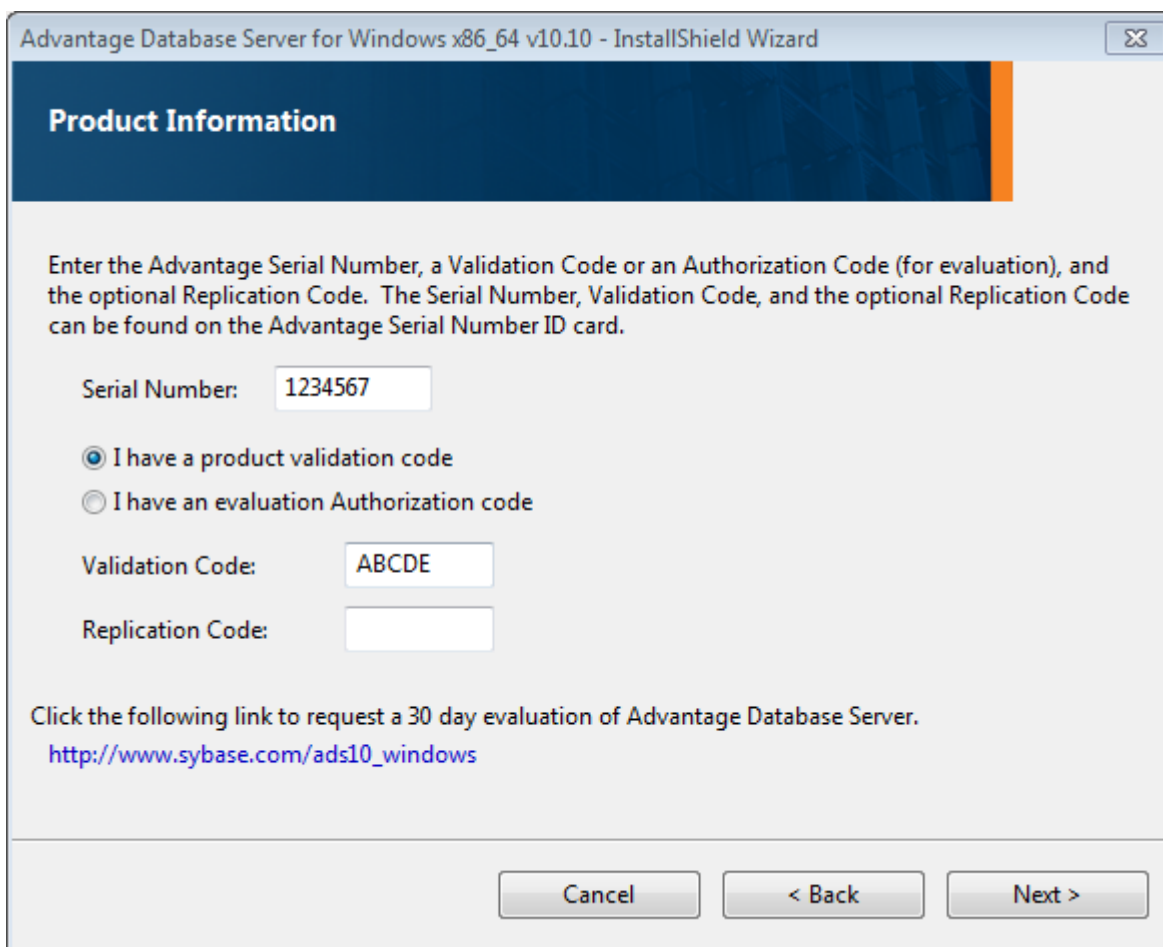 Advantage Database Server for Windows x86_64 v10.10 - InstallShield Wizard
Product Information
Enter the Advantage Serial Number, a Validation Code or an Authorization Code (for evaluation), and
the optional Replication Code.  The Serial Number, Validation Code, and the optional Replication Code
can be found on the Advantage Serial Number ID card.
Serial Number: 1234567
I have a product validation code
I have an evaluation Authorization code
Validation Code: ABCDE
Replication Code:
Click the following link to request a 30 day evaluation of Advantage Database Server.
http://www.sybase.com/ads10_windows
Cancel < Back Next >